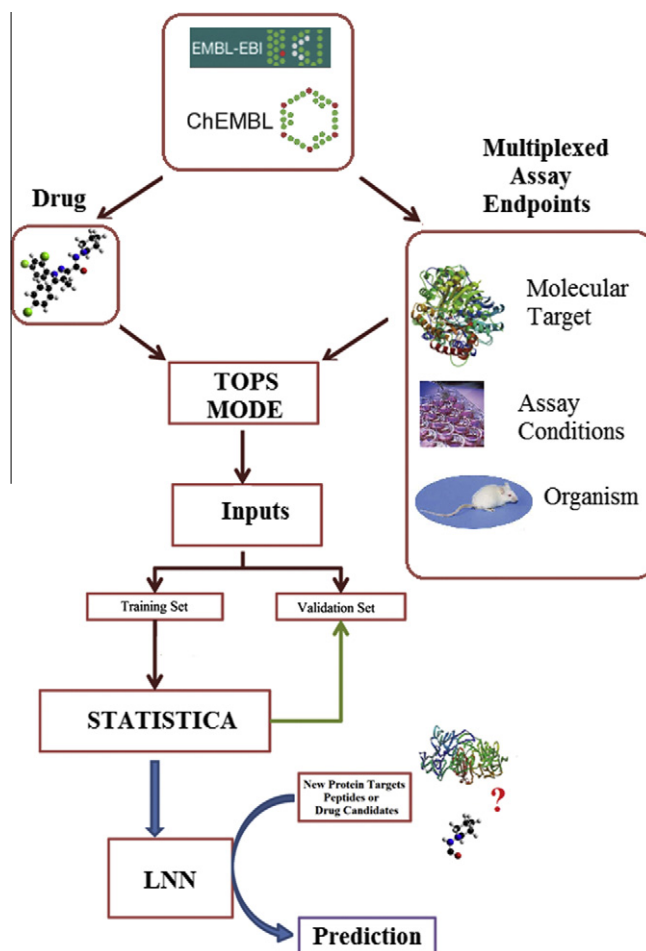 EMBL-EBI
ChEMBL
Multiplexed
Assay
Endpoints
Drug
Molecular
Target
Assay
Conditions
Organism
TOPS
MODE
Inputs
Training Set
Validation Set
STATISTICA
New Protein Targets
Peptides or
Drug Candidates
?
LNN
Prediction